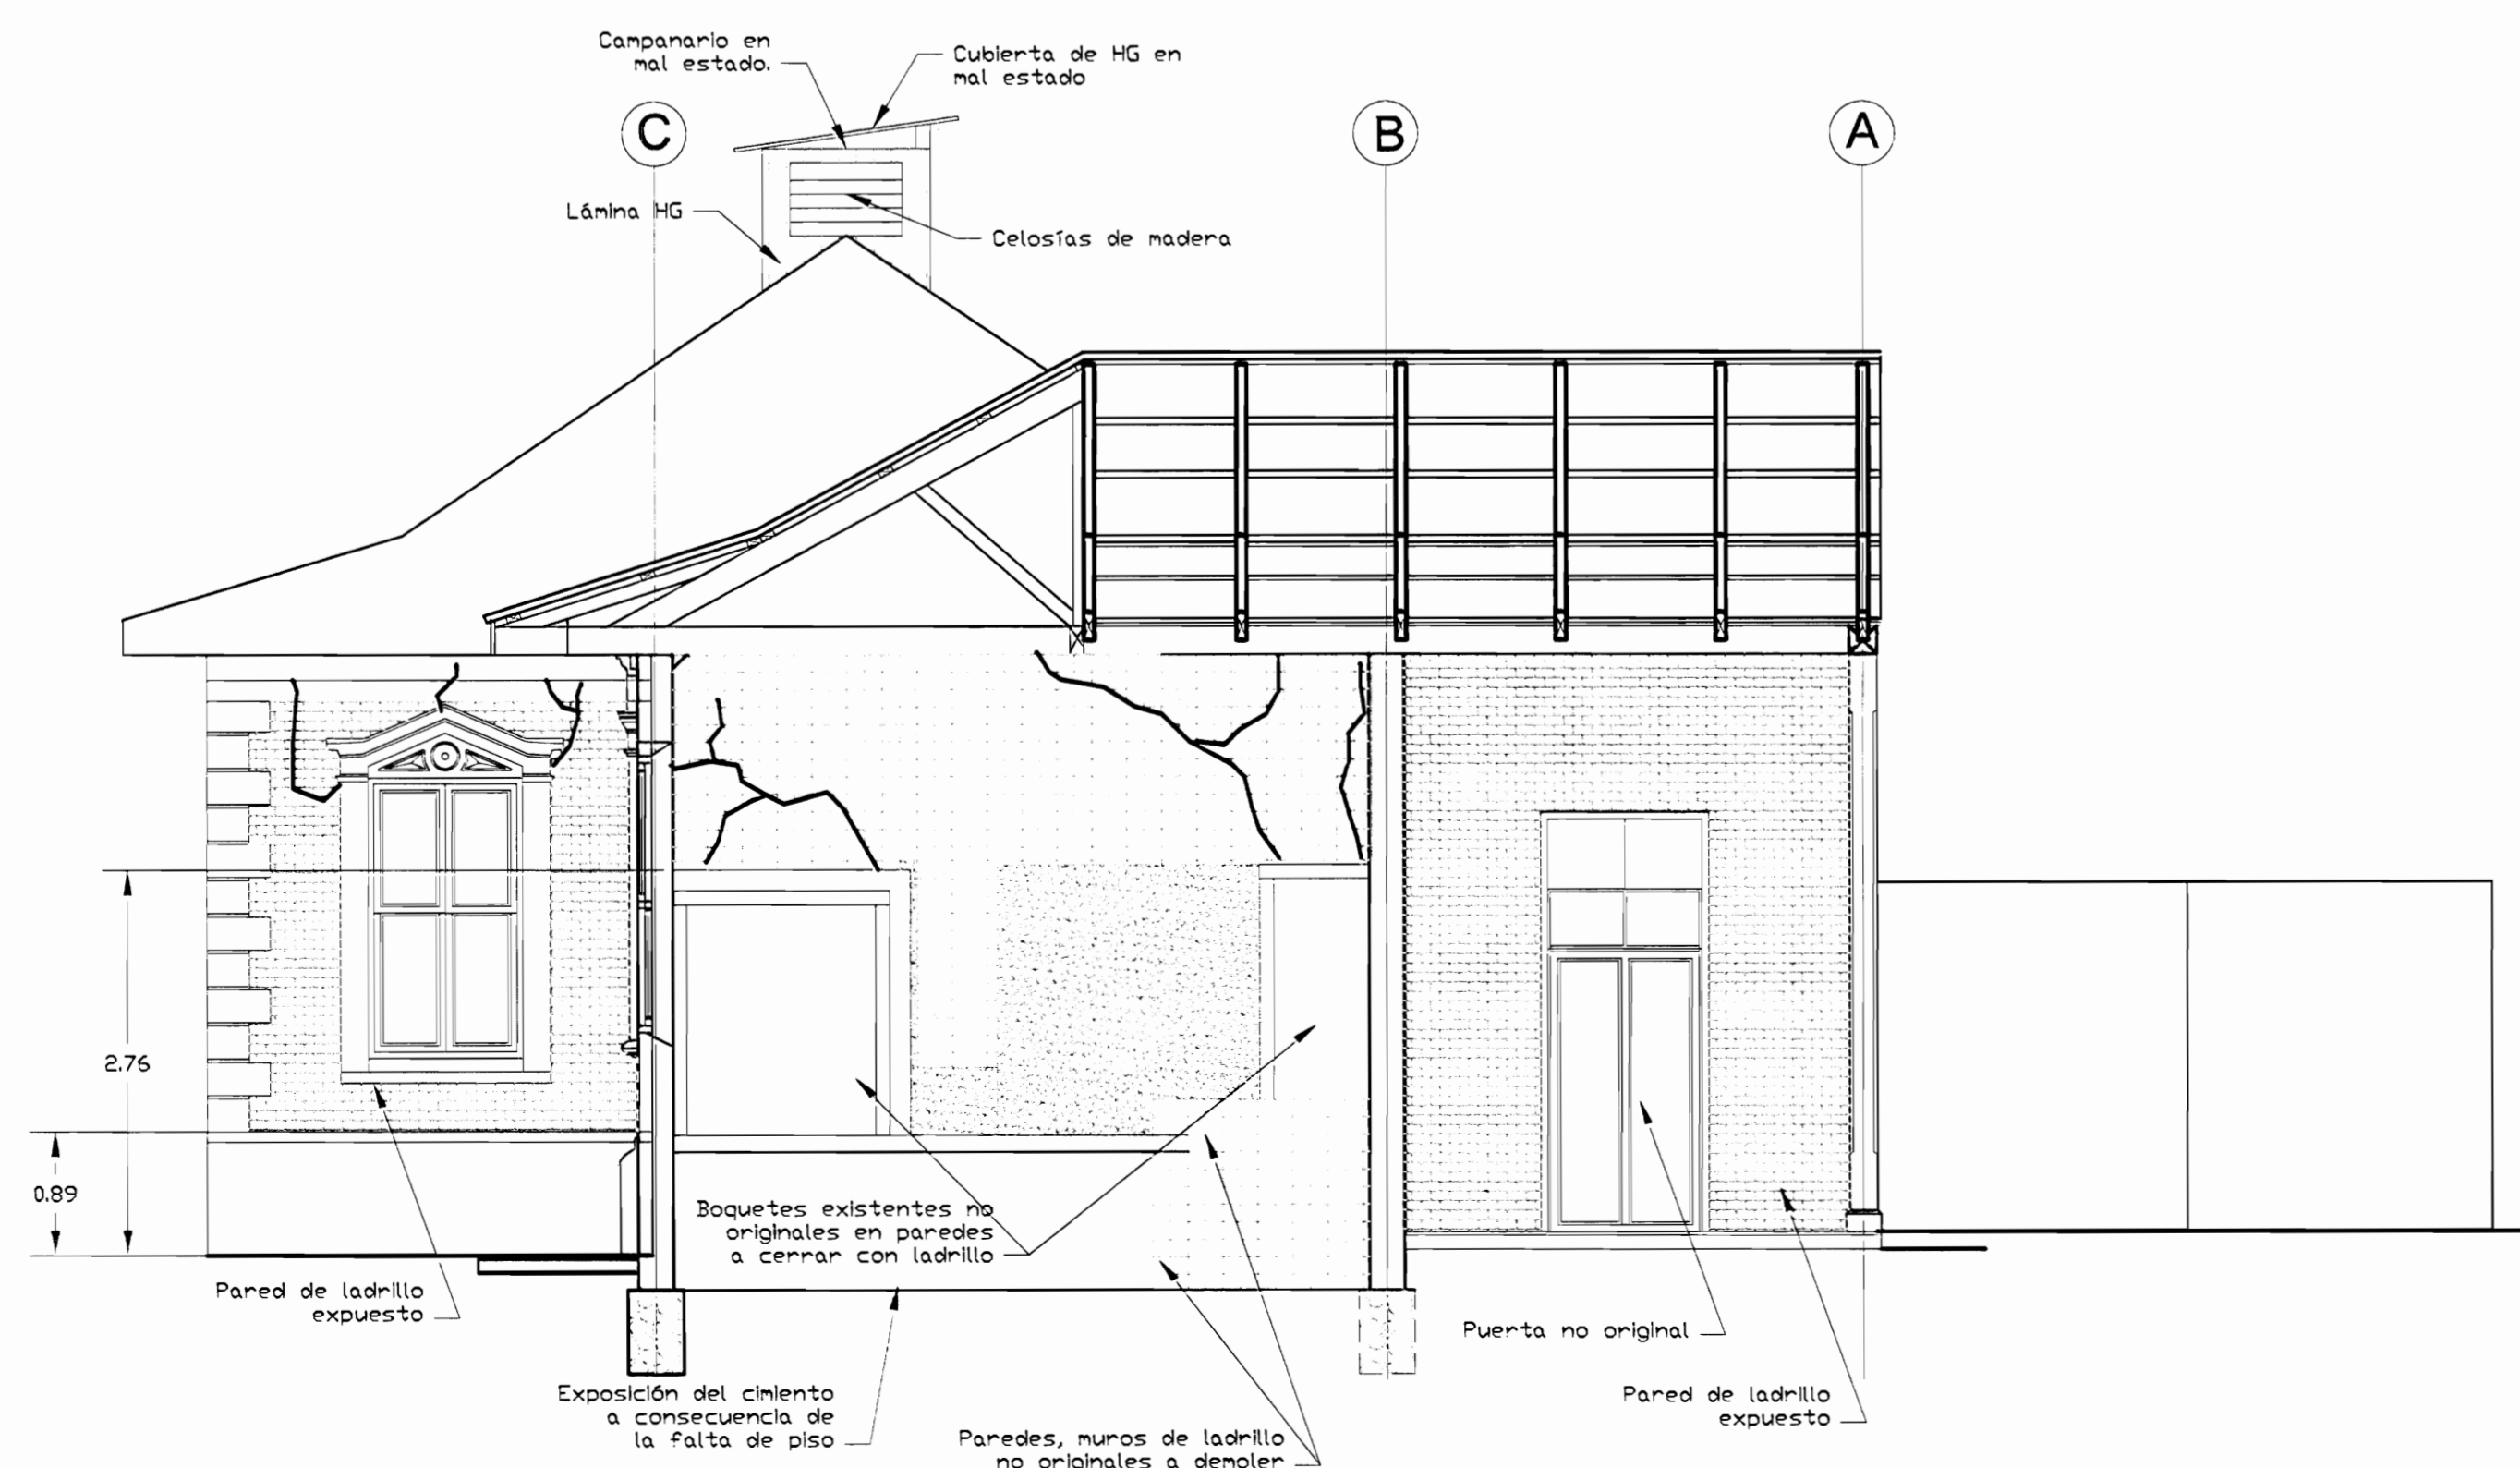 Campanario en
mal estado.
Cubierta de HG en
mal estado
C
B
A
Lámina HG
Celosías de madera
2.76
0.89
Boquetes existentes no
originales en paredes
a cerrar con ladrillo
Pared de ladrillo
expuesto
Puerta no original
Exposición del cimiento
a consecuencia de
la falta de piso
Pared de ladrillo
expuesto
Paredes, muros de ladrillo
no originales a demoler